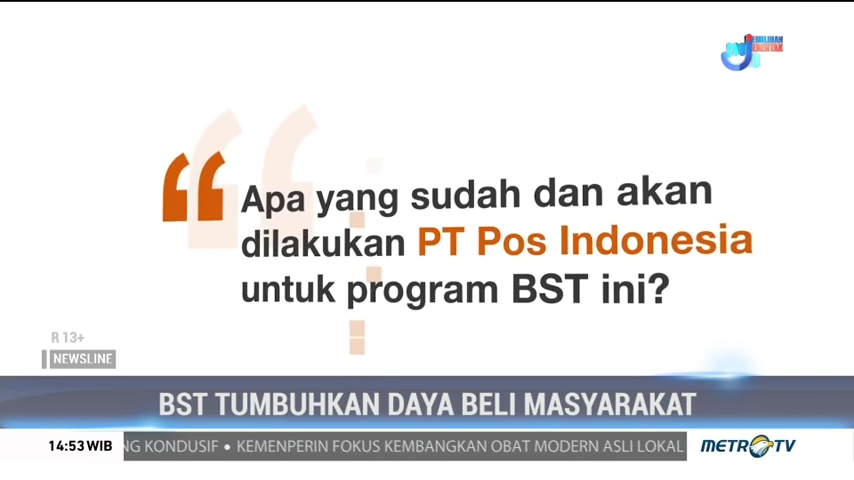 Apa yang sudah dan akan
dilakukan PT Pos Indonesia
untuk program BST ini?
R 13+
NEWSLINE
BST TUMBUHKAN DAYA BELI MASYARAKAT
14:53 WIB
NG KONDUSIF • KEMENPERIN FOKUS KEMBANGKAN OBAT MODERN ASLI LOKAL
METRO TV